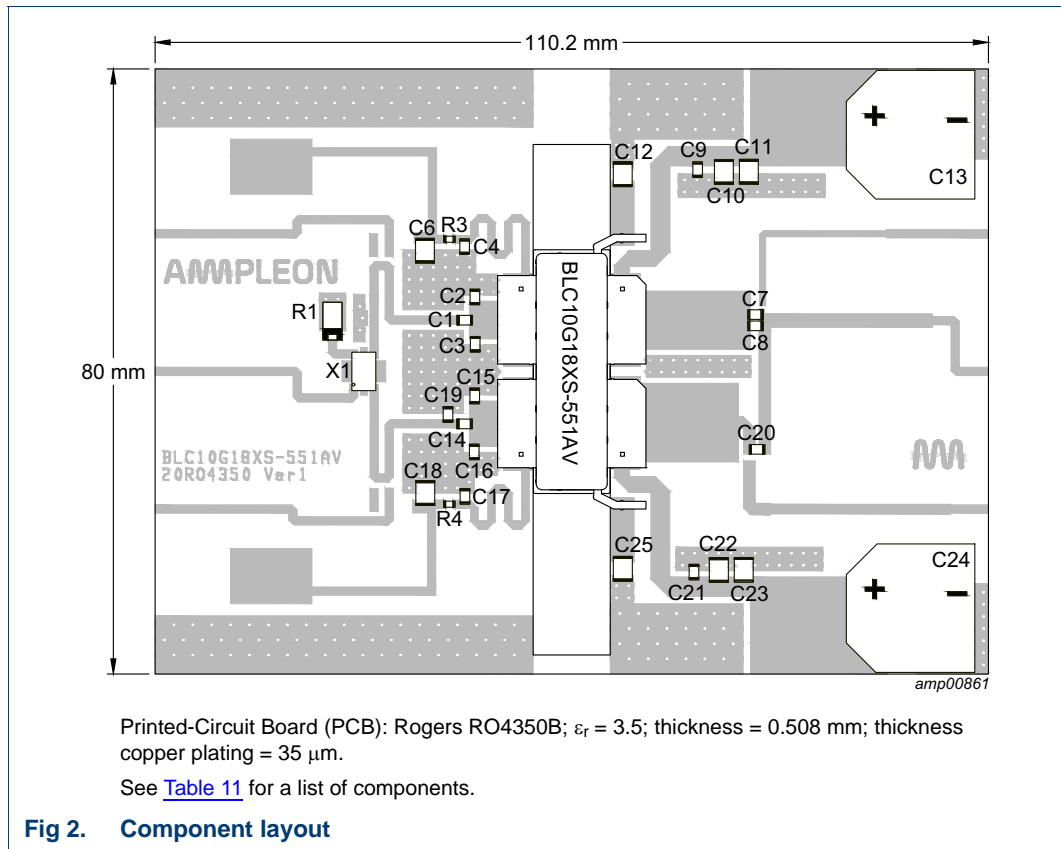 110.2 mm
80 mm
C12
C9
C11
C10
C13
+ −
C6
R3
C4
AMPLEON
C2
R1
C1
C7
C8
C3
X1
BLC10G18XS-551AV
C15
C19
C14
C20
BLC10G18XS-551AV
20RO4350 Var1
C16
C18
C17
R4
C25
C22
C24
C21
C23
+ −
amp00861
Printed-Circuit Board (PCB): Rogers RO4350B; εr = 3.5; thickness = 0.508 mm; thickness
copper plating = 35 μm.
See Table 11 for a list of components.
Fig 2. Component layout